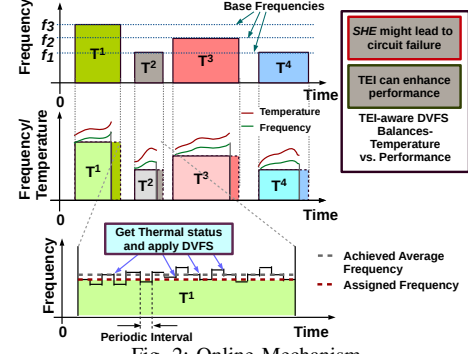 Base Frequencies
Frequency
f3
f2
f1
T1
T2
T3
T4
0
Time
SHE might lead to
circuit failure
TEI can enhance
performance
TEI-aware DVFS
Balances-
Temperature
vs. Performance
Frequency/
Temperature
Temperature
Frequency
T1
T2
T3
T4
0
Time
Get Thermal status
and apply DVFS
Frequency
T1
0
Time
Periodic Interval
Achieved Average
Frequency
Assigned Frequency
Fig. 2: Online Mechanism